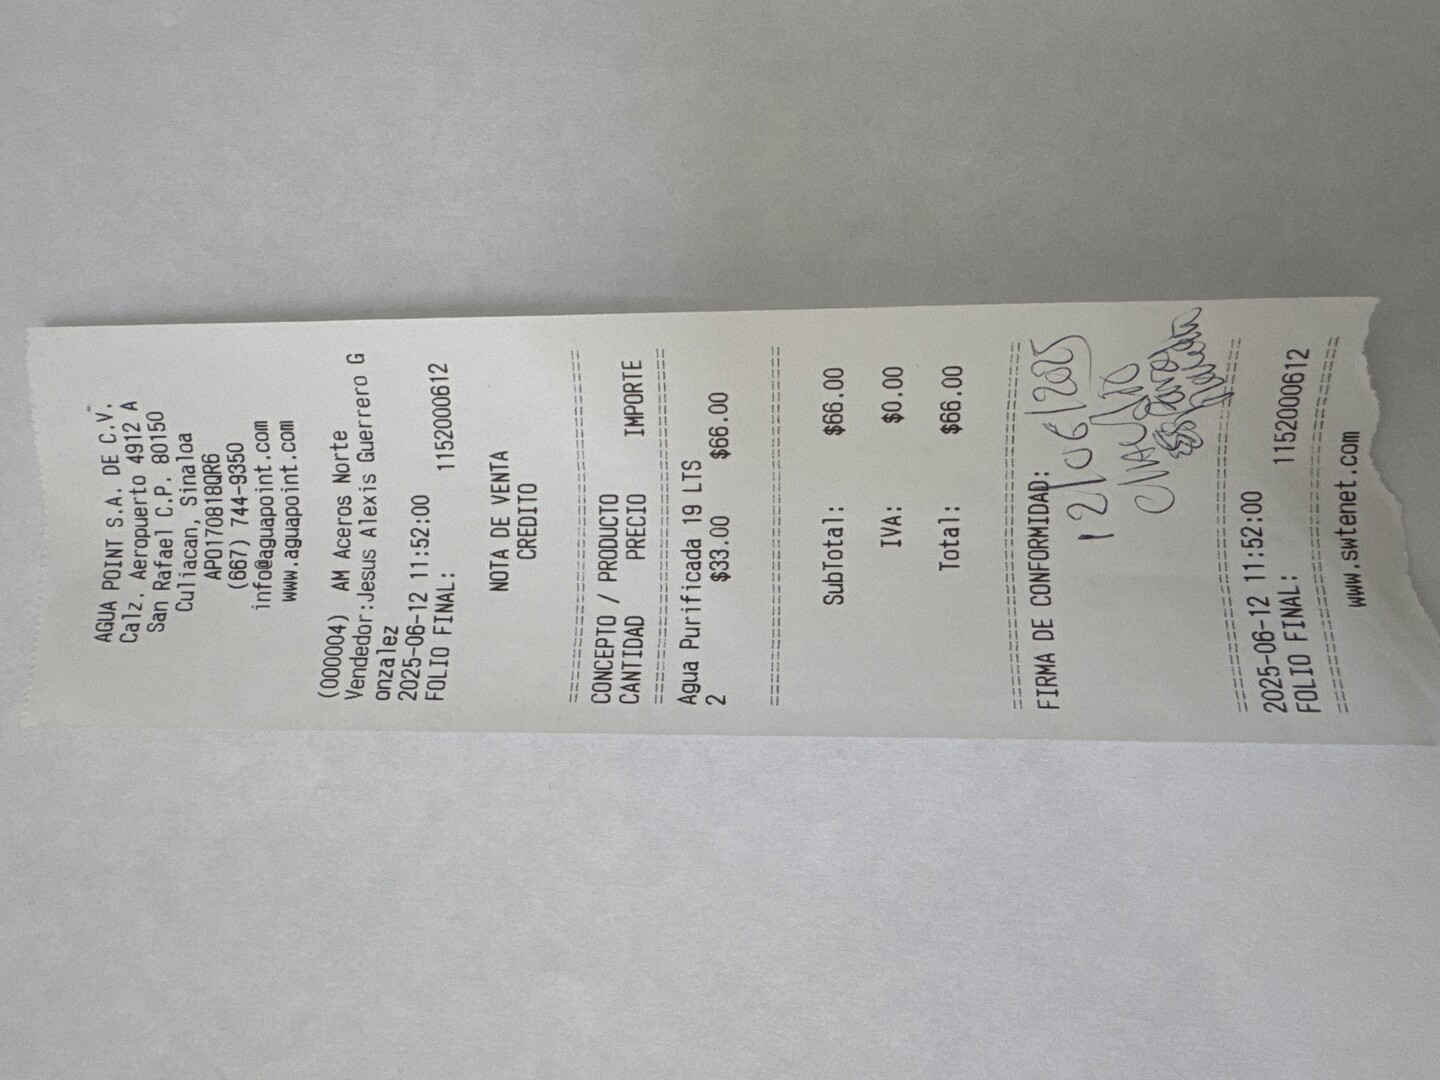 AGUA POINT S.A. DE C.V.
Calz. Aeropuerto 4912 A
San Rafael C.P. 80150
Culiacan, Sinaloa
APO170818QR6
(667) 744-9350
info@aguapoint.com
www.aguapoint.com
(000004) AM Aceros Norte
Vendedor:Jesus Alexis Guerrero G
onzalez
2025-06-12 11:52:00
FOLIO FINAL: 1152000612
NOTA DE VENTA
CREDITO
==============================
CONCEPTO / PRODUCTO
CANTIDAD PRECIO IMPORTE
==============================
Agua Purificada 19 LTS
2 $33.00 $66.00
==============================
SubTotal: $66.00
IVA: $0.00
Total: $66.00
==============================
FIRMA DE CONFORMIDAD:
12/06/2025
==============================
2025-06-12 11:52:00
FOLIO FINAL: 1152000612
==============================
www.swtenet.com